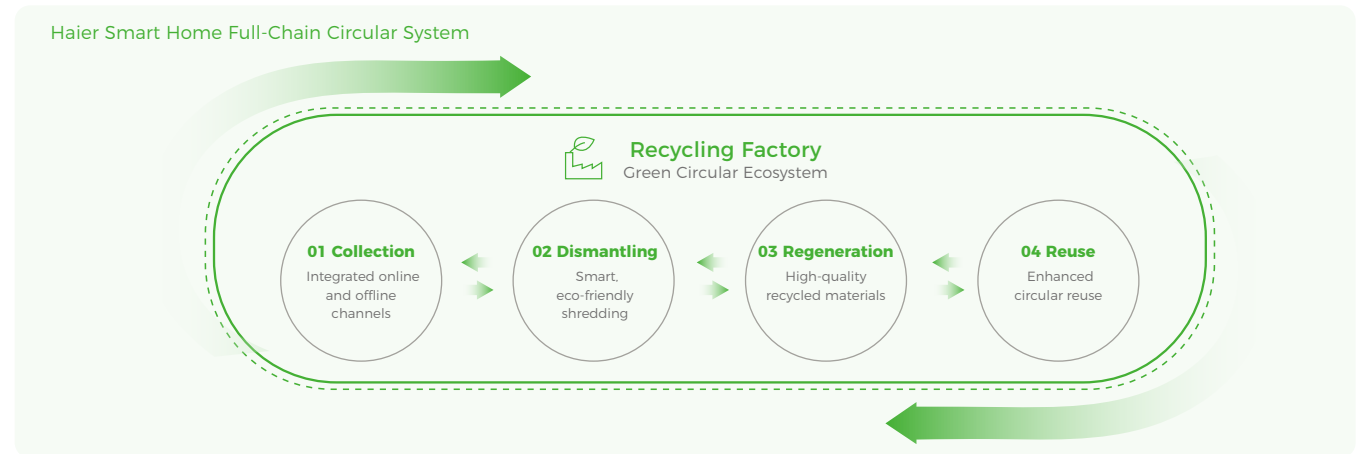 Haier Smart Home Full-Chain Circular System
Recycling Factory
Green Circular Ecosystem
01 Collection
Integrated online
and offline
channels
02 Dismantling
Smart,
eco-friendly
shredding
03 Regeneration
High-quality
recycled materials
04 Reuse
Enhanced
circular reuse